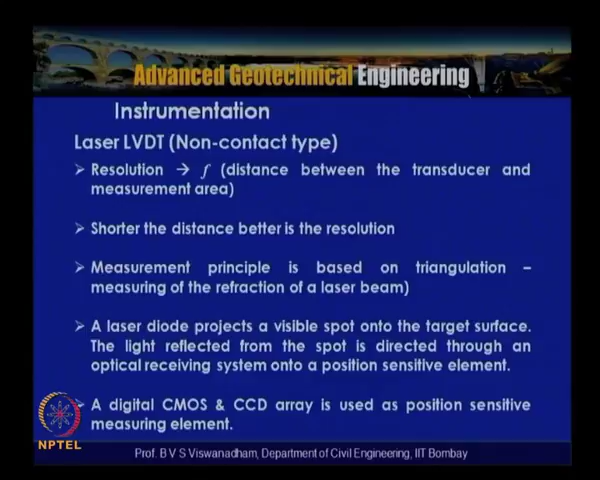 Advanced Geotechnical Engineering
Instrumentation
Laser LVDT (Non-contact type)
➢ Resolution → f (distance between the transducer and
measurement area)
➢ Shorter the distance better is the resolution
➢ Measurement principle is based on triangulation –
measuring of the refraction of a laser beam)
➢ A laser diode projects a visible spot onto the target surface.
The light reflected from the spot is directed through an
optical receiving system onto a position sensitive element.
➢ A digital CMOS & CCD array is used as position sensitive
measuring element.
NPTEL
Prof. B V S Viswanadham, Department of Civil Engineering, IIT Bombay